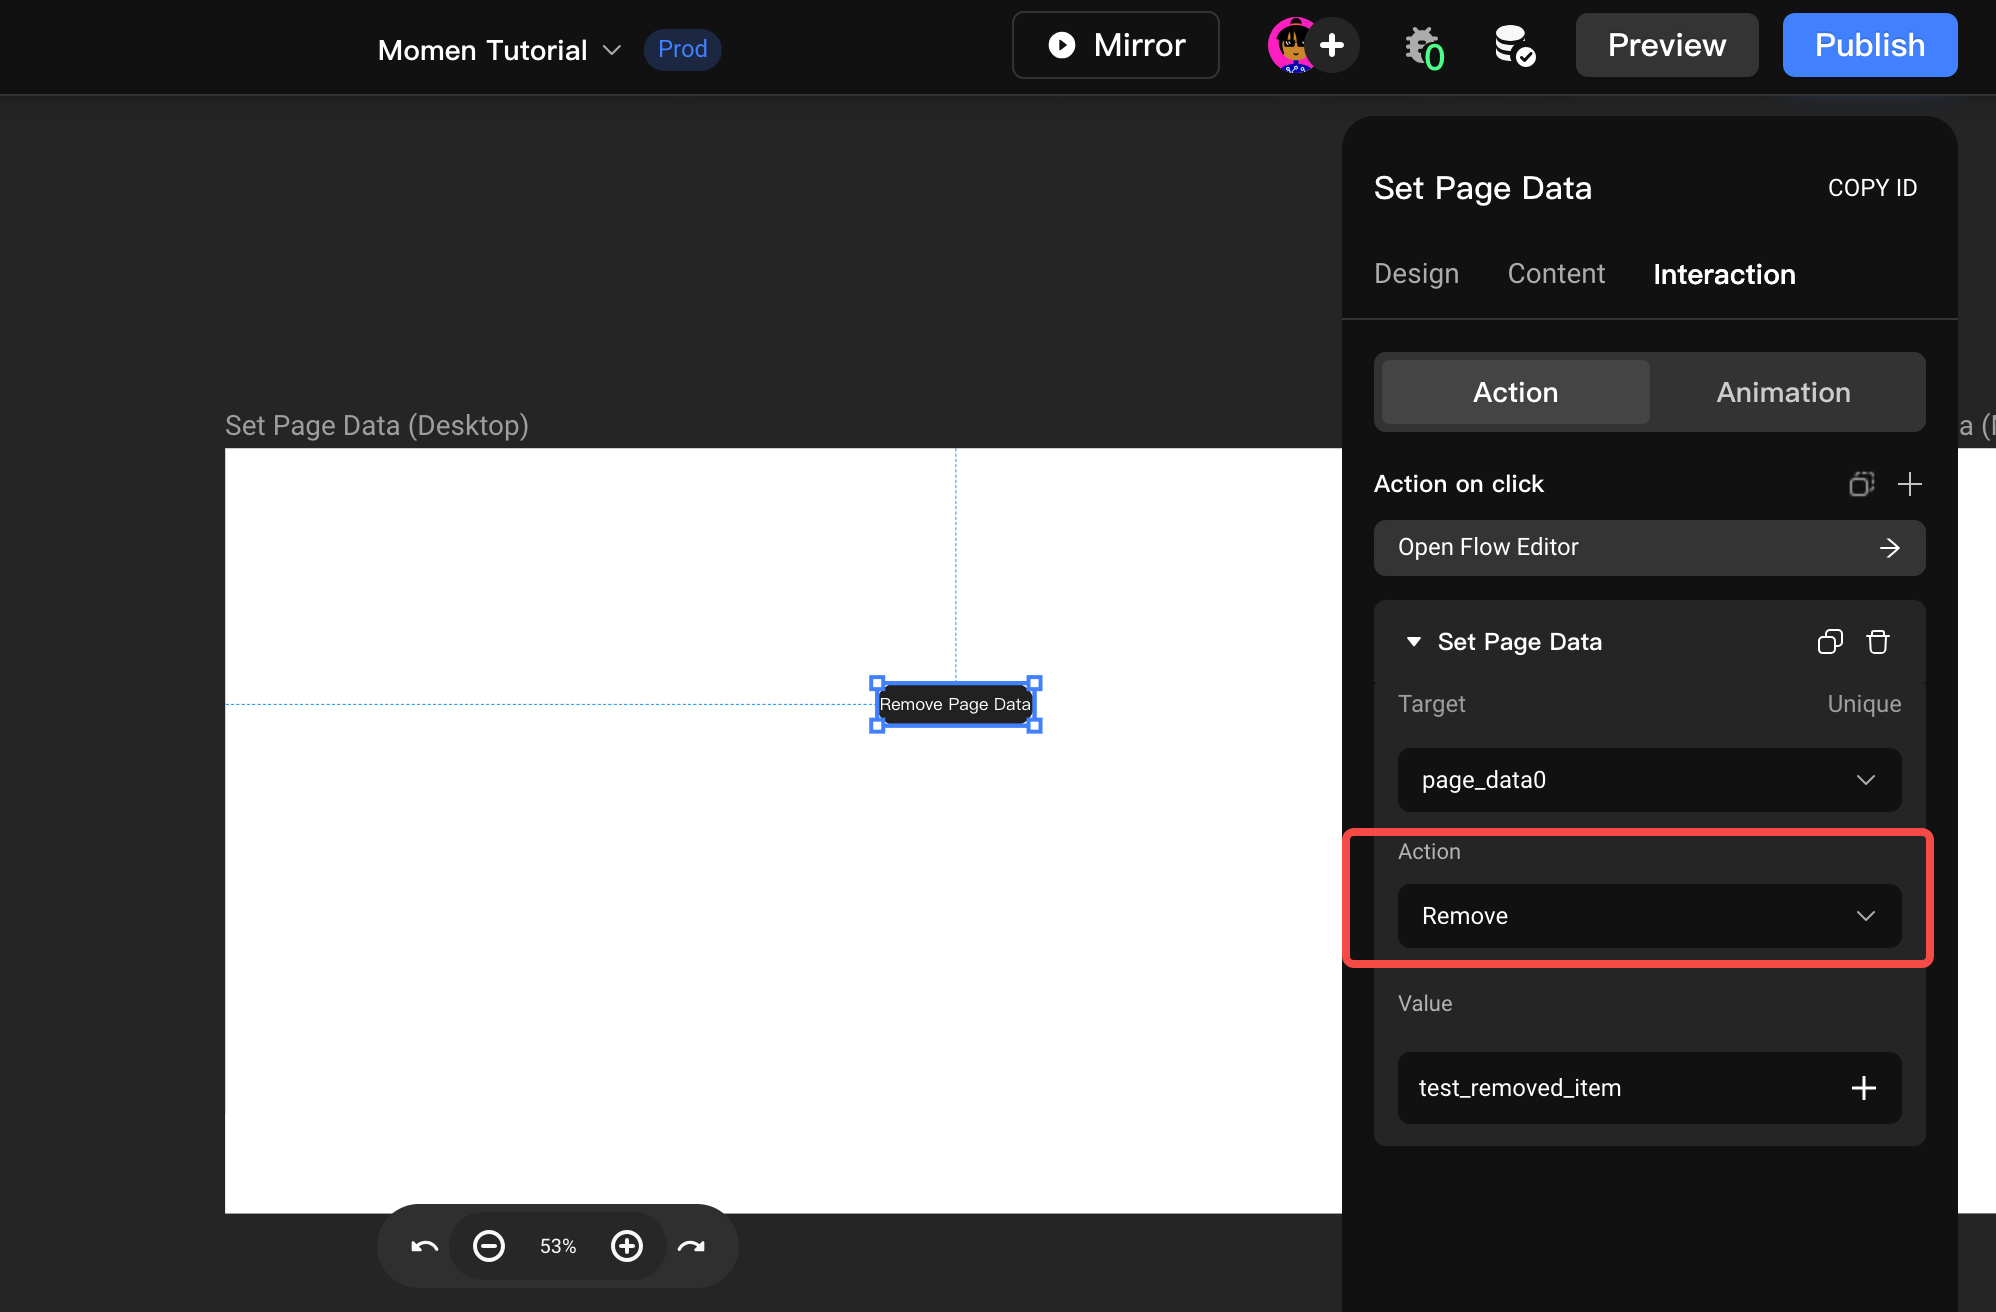 Momen Tutorial
Prod
Mirror
0
Preview
Publish
Set Page Data
COPY ID
Design
Content
Interaction
Action
Animation
Set Page Data (Desktop)
a (
Action on click
Open Flow Editor
Set Page Data
Target
Unique
Remove Page Data
page_data0
Action
Remove
Value
test_removed_item
53%